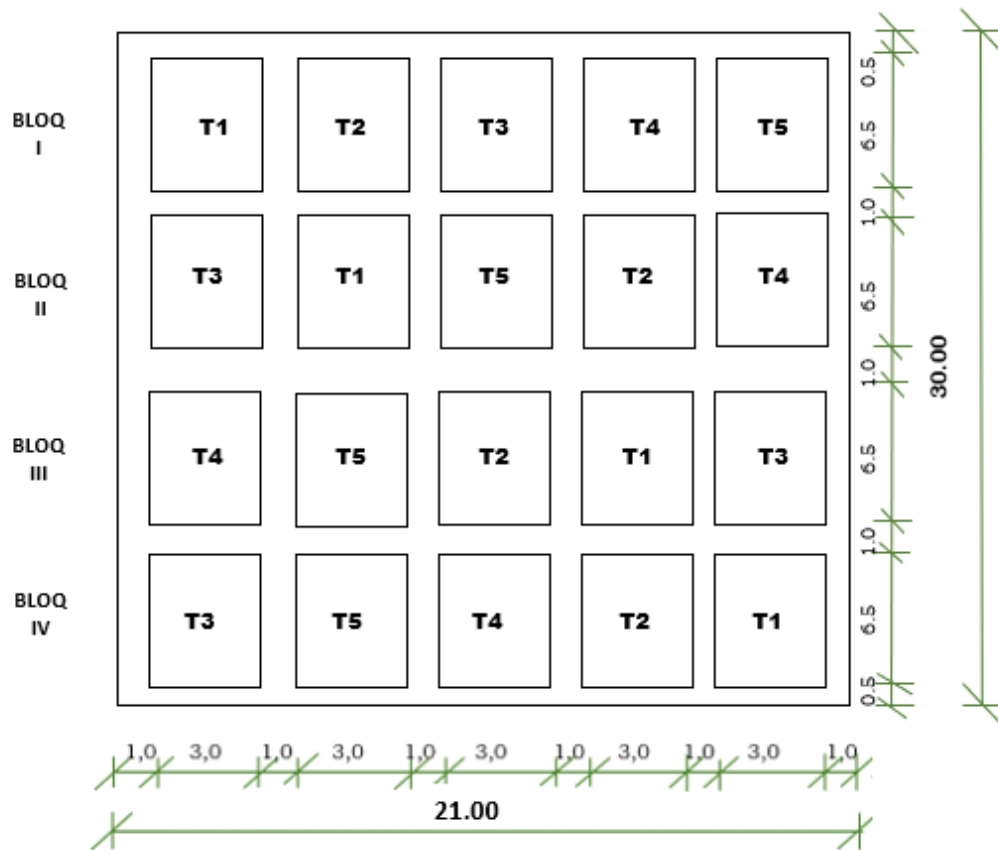 BLOQ
I
T1 T2 T3 T4 T5
0.5
6.5
1.0
BLOQ
II
T3 T1 T5 T2 T4
6.5
1.0
30.00
BLOQ
III
T4 T5 T2 T1 T3
6.5
1.0
BLOQ
IV
T3 T5 T4 T2 T1
6.5
0.5
1,0 3,0 1,0 3,0 1,0 3,0 1,0 3,0 1,0 3,0 1,0
21.00